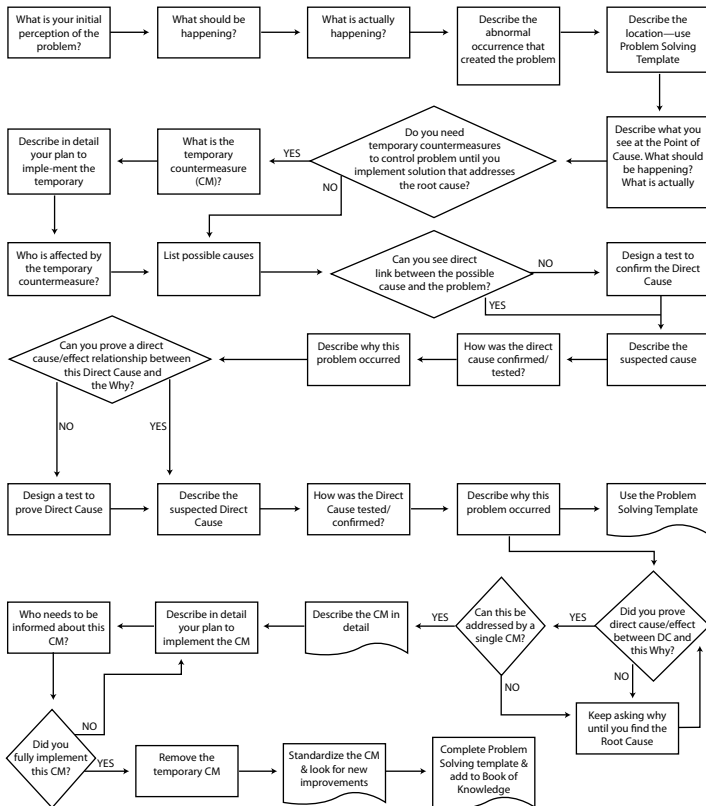 What is your initial
perception of the
problem?
What should be
happening?
What is actually
happening?
Describe the
abnormal
occurrence that
created the problem
Describe the
location—use
Problem Solving
Template
Describe in detail
your plan to
imple-ment the
temporary
What is the
temporary
countermeasure
(CM)?
YES
Do you need
temporary countermeasures
to control problem until you
implement solution that addresses
the root cause?
NO
Describe what you
see at the Point of
Cause. What should
be happening?
What is actually
Who is affected by
the temporary
countermeasure?
List possible causes
Can you see direct
link between the possible
cause and the problem?
NO
YES
Design a test to
confirm the Direct
Cause
Can you prove a direct
cause/effect relationship between
this Direct Cause and
the Why?
Describe why this
problem occurred
How was the direct
cause confirmed/
tested?
Describe the
suspected cause
NO
YES
Design a test to
prove Direct Cause
Describe the
suspected Direct
Cause
How was the Direct
Cause tested/
confirmed?
Describe why this
problem occurred
Use the Problem
Solving Template
Who needs to be
informed about this
CM?
Describe in detail
your plan to
implement the CM
Describe the CM in
detail
YES
Can this be
addressed by a
single CM?
YES
Did you prove
direct cause/effect
between DC and
this Why?
NO
NO
Keep asking why
until you find the
Root Cause
NO
Did you
fully implement
this CM?
YES
Remove the
temporary CM
Standardize the CM
& look for new
improvements
Complete Problem
Solving template &
add to Book of
Knowledge